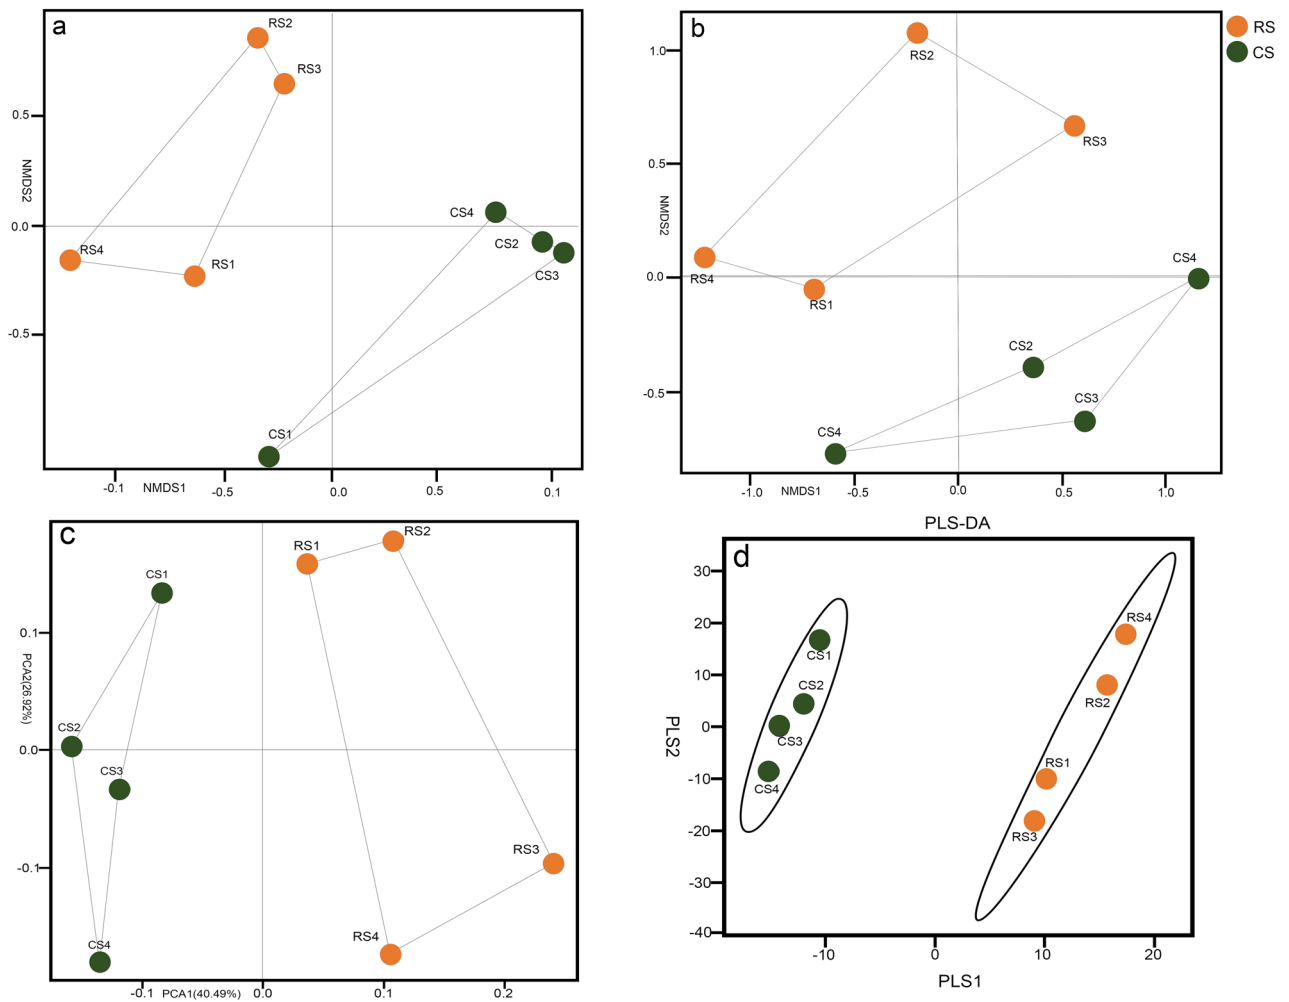 a
RS2
RS3
0.5
NMDS2
CS4
0.0
CS2
RS4
RS1
CS3
-0.5
CS1
-0.1
NMDS1
-0.5
0.0
0.5
0.1
b
RS
CS
1.0
RS2
RS3
0.5
NMDS2
CS4
0.0
RS4
RS1
CS2
-0.5
CS3
CS4
-1.0
NMDS1
-0.5
0.0
0.5
1.0
c
RS1
RS2
CS1
0.1
PCA2(26.92%)
CS2
0.0
CS3
RS3
-0.1
RS4
CS4
-0.1
PCA1(40.49%)
0.0
0.1
0.2
PLS-DA
d
30
20
RS4
CS1
10
CS2
RS2
PLS2
0
CS3
RS1
-10
CS4
-20
RS3
-30
-40
-10
0
10
20
PLS1